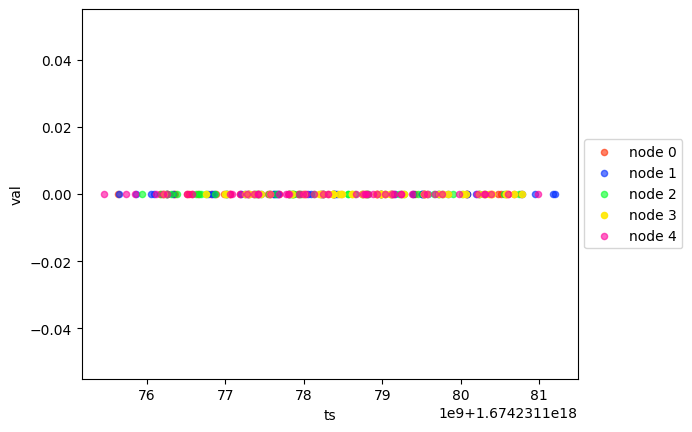 0.04
0.02
0.00
−0.02
−0.04
val
76
77
78
79
80
81
ts
1e9+1.6742311e18
node 0
node 1
node 2
node 3
node 4